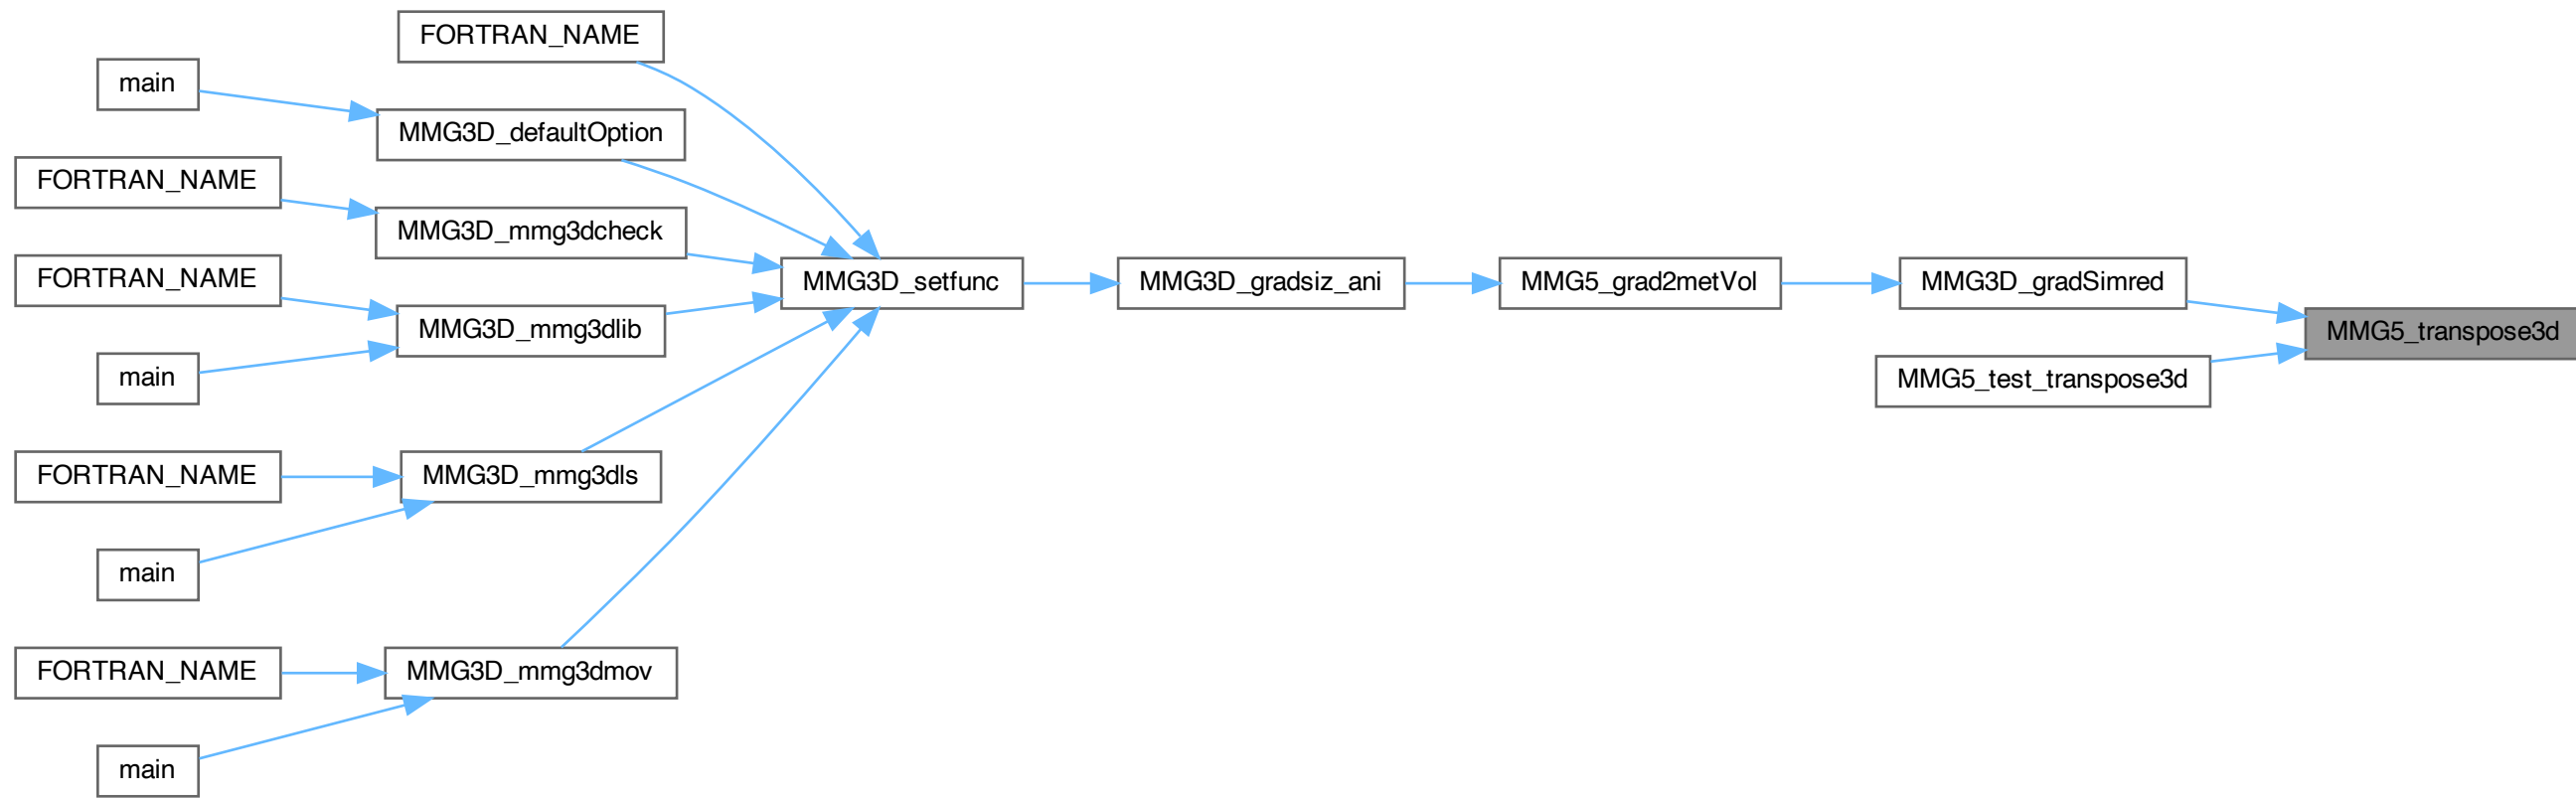 FORTRAN_NAME
main
MMG3D_defaultOption
FORTRAN_NAME
MMG3D_mmg3dcheck
FORTRAN_NAME
MMG3D_setfunc
MMG3D_gradsiz_ani
MMG5_grad2metVol
MMG3D_gradSimred
MMG3D_mmg3dlib
MMG5_transpose3d
main
MMG5_test_transpose3d
FORTRAN_NAME
MMG3D_mmg3dls
main
FORTRAN_NAME
MMG3D_mmg3dmov
main